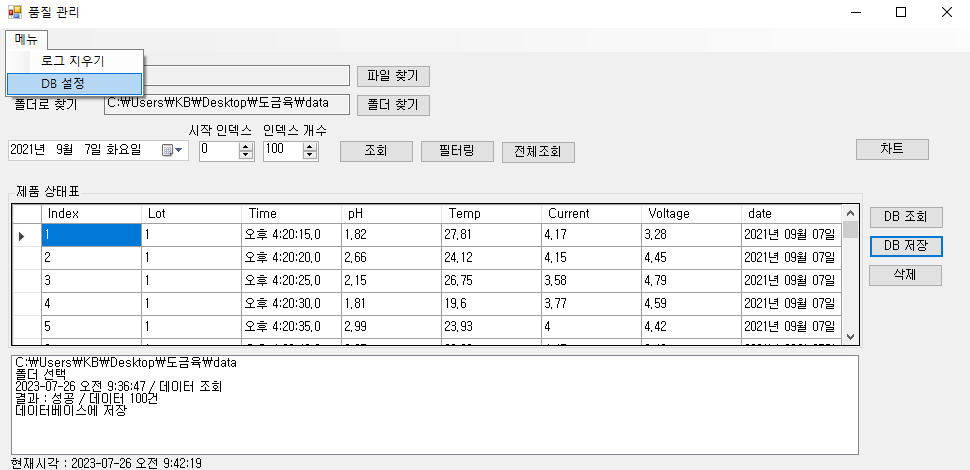 품질 관리
메뉴
로그 지우기
DB 설정
파일 찾기
폴더로 찾기 C:₩Users₩KB₩Desktop₩도금욕₩data 폴더 찾기
시작 인덱스 인덱스 개수
2021년 9월 7일 화요일 0 100 조회 필터링 전체조회 차트
제품 상태표
Index Lot Time pH Temp Current Voltage date
1 1 오후 4:20:15.0 1.82 27.81 4.17 3.28 2021년 09월 07일
2 1 오후 4:20:20.0 2.66 24.12 4.15 4.45 2021년 09월 07일
3 1 오후 4:20:25.0 2.15 26.75 3.58 4.79 2021년 09월 07일
4 1 오후 4:20:30.0 1.81 19.6 3.77 4.59 2021년 09월 07일
5 1 오후 4:20:35.0 2.99 23.93 4 4.42 2021년 09월 07일
DB 조회
DB 저장
삭제
C:₩Users₩KB₩Desktop₩도금욕₩data
폴더 선택
2023-07-26 오전 9:36:47 / 데이터 조회
결과 : 성공 / 데이터 100건
데이터베이스에 저장
현재시각 : 2023-07-26 오전 9:42:19